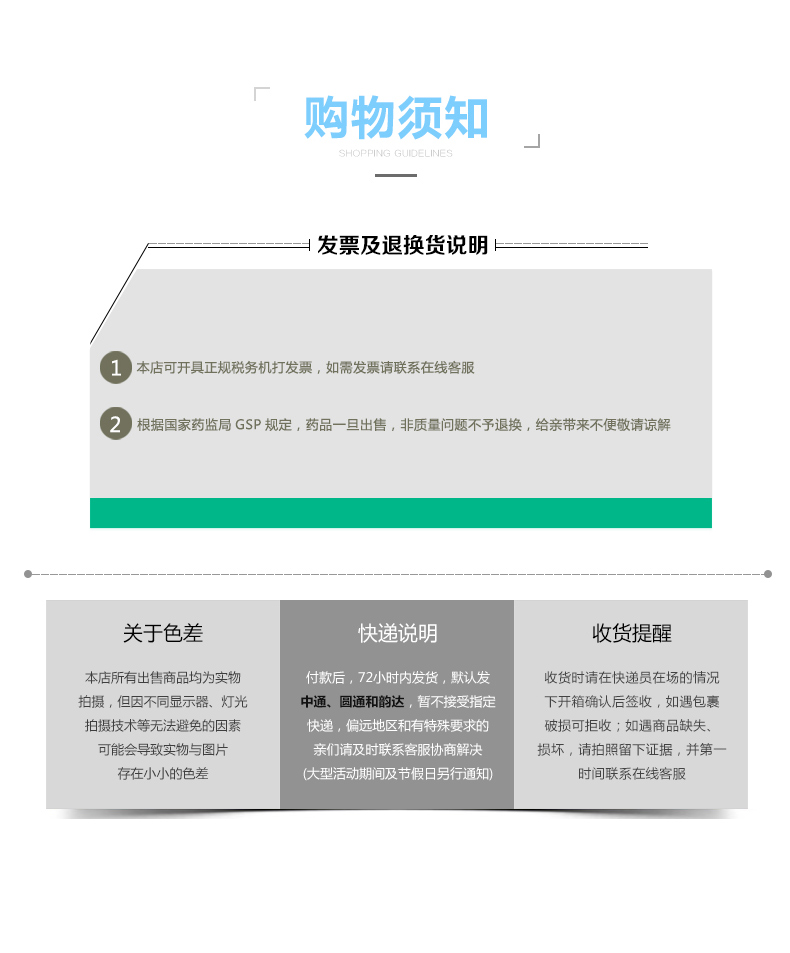 购物须知
SHOPPING GUIDELINES
发票及退换货说明
1 本店可开具正规税务机打发票，如需发票请联系在线客服
2 根据国家药监局 GSP 规定，药品一旦出售，非质量问题不予退换，给亲带来不便敬请谅解
关于色差
本店所有出售商品均为实物
拍摄，但因不同显示器、灯光
拍摄技术等无法避免的因素
可能会导致实物与图片
存在小小的色差
快递说明
付款后，72小时内发货，默认发
中通、圆通和韵达，暂不接受指定
快递，偏远地区和有特殊要求的
亲们请及时联系客服协商解决
(大型活动期间及节假日另行通知)
收货提醒
收货时请在快递员在场的情况
下开箱确认后签收，如遇包裹
破损可拒收；如遇商品缺失、
损坏，请拍照留下证据，并第一
时间联系在线客服